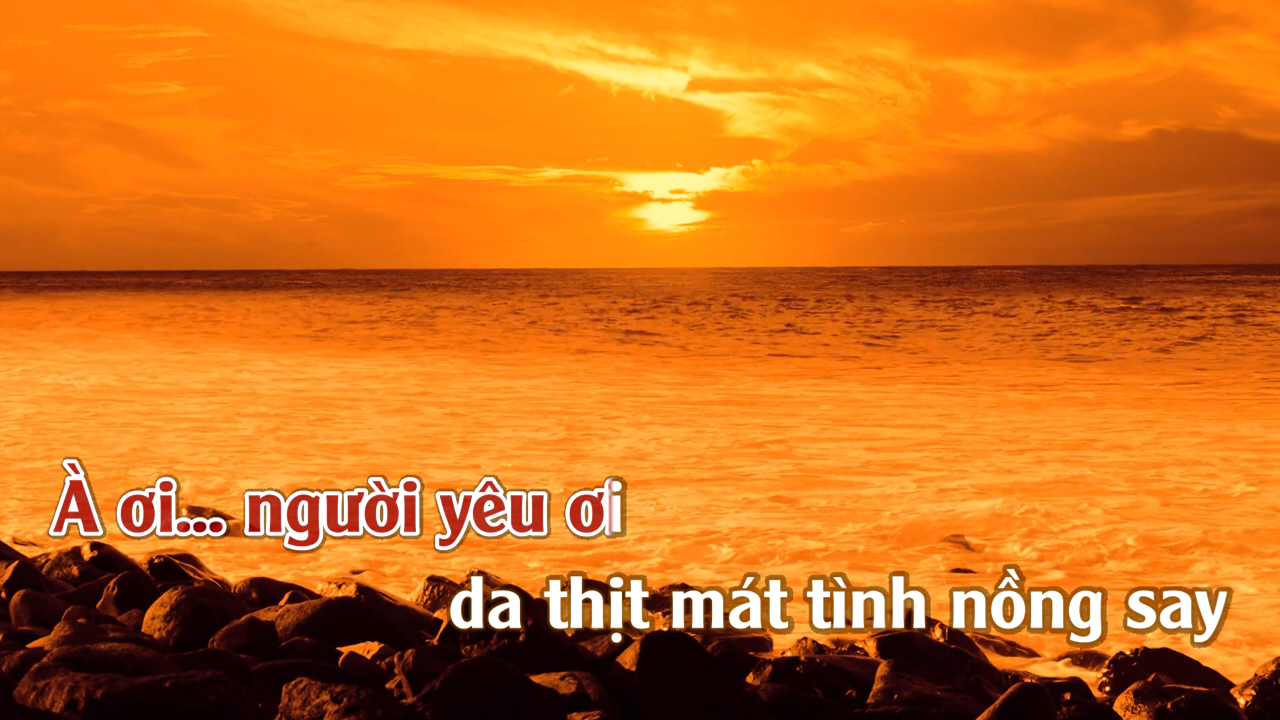 À ơi... người yêu ơi
da thịt mát tình nồng say